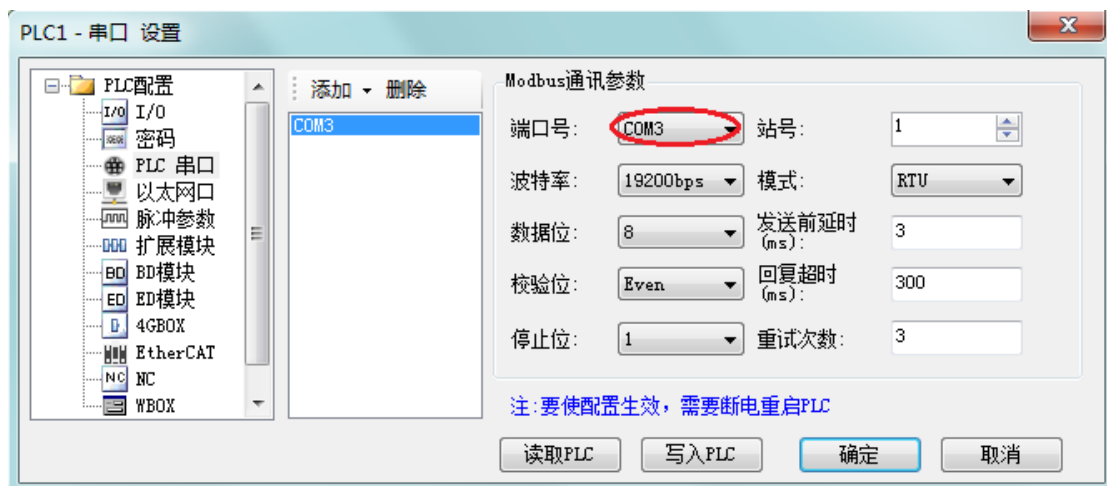 PLC1 - 串口 设置
PLC配置
I/O I/O
密码
PLC 串口
以太网口
脉冲参数
扩展模块
BD BD模块
ED ED模块
4GBOX
EtherCAT
NC NC
WBOX
添加 删除
COM3
Modbus通讯参数
端口号: COM3 站号: 1
波特率: 19200bps 模式: RTU
数据位: 8 发送前延时(ms): 3
校验位: Even 回复超时(ms): 300
停止位: 1 重试次数: 3
注:要使配置生效，需要断电重启PLC
读取PLC 写入PLC 确定 取消